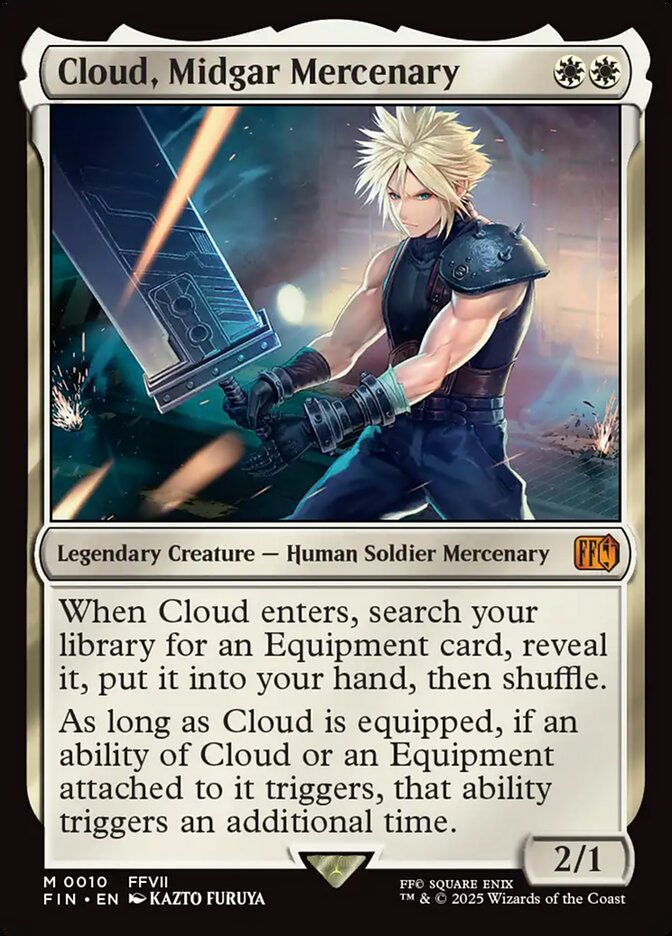 Cloud, Midgar Mercenary
Legendary Creature — Human Soldier Mercenary
FF
When Cloud enters, search your
library for an Equipment card, reveal
it, put it into your hand, then shuffle.
As long as Cloud is equipped, if an
ability of Cloud or an Equipment
attached to it triggers, that ability
triggers an additional time.
2/1
M 0010 FFVII
FIN • EN KAZTO FURUYA
FF© SQUARE ENIX
™ & © 2025 Wizards of the Coast